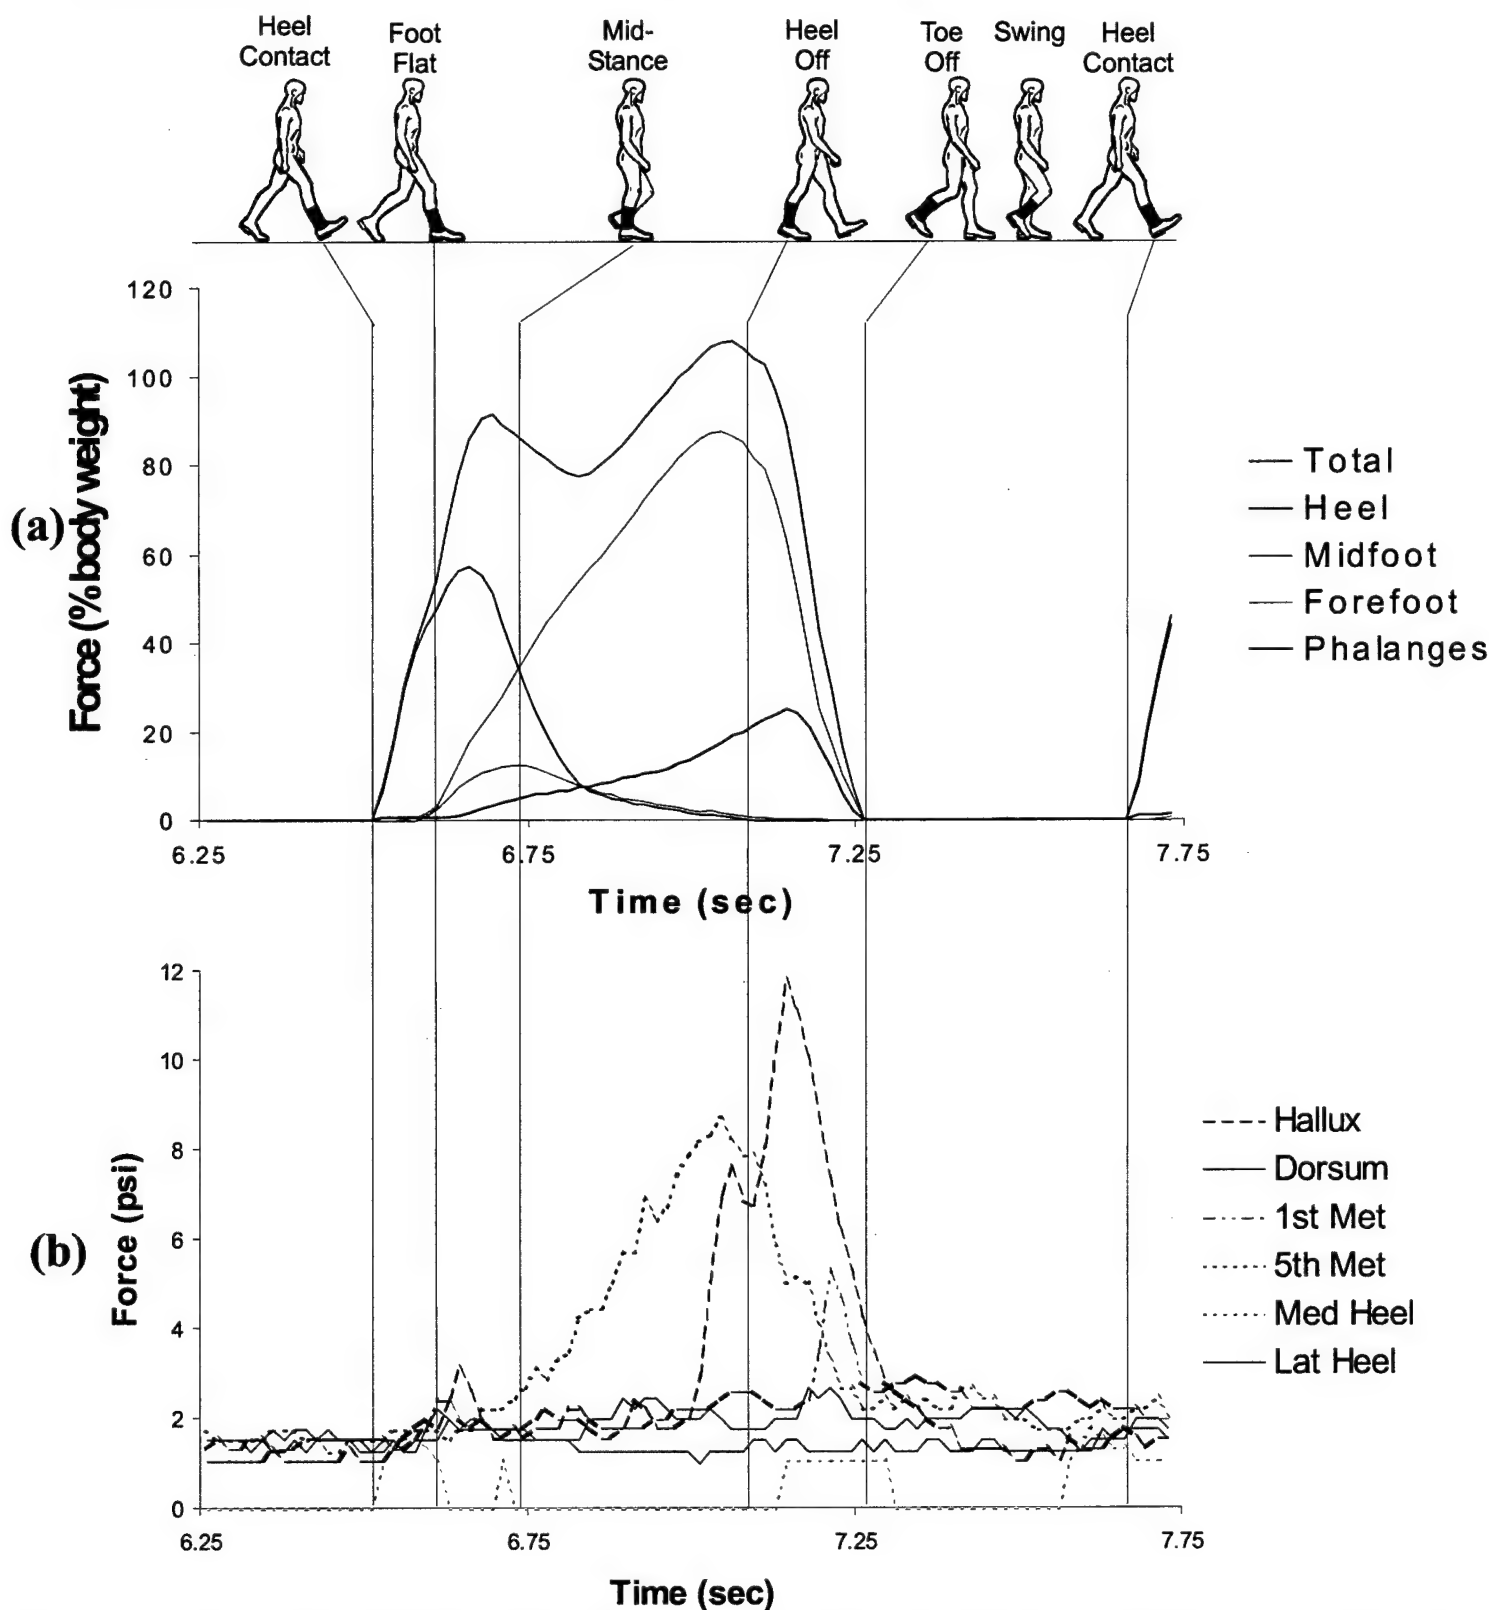 Heel
Contact
Foot
Flat
Mid-
Stance
Heel
Off
Toe
Off
Swing
Heel
Contact
(a)
Force (% body weight)
120
100
80
60
40
20
0
6.25
6.75
7.25
7.75
Time (sec)
Total
Heel
Midfoot
Forefoot
Phalanges
(b)
Force (psi)
12
10
8
6
4
2
0
6.25
6.75
7.25
7.75
Time (sec)
Hallux
Dorsum
1st Met
5th Met
Med Heel
Lat Heel